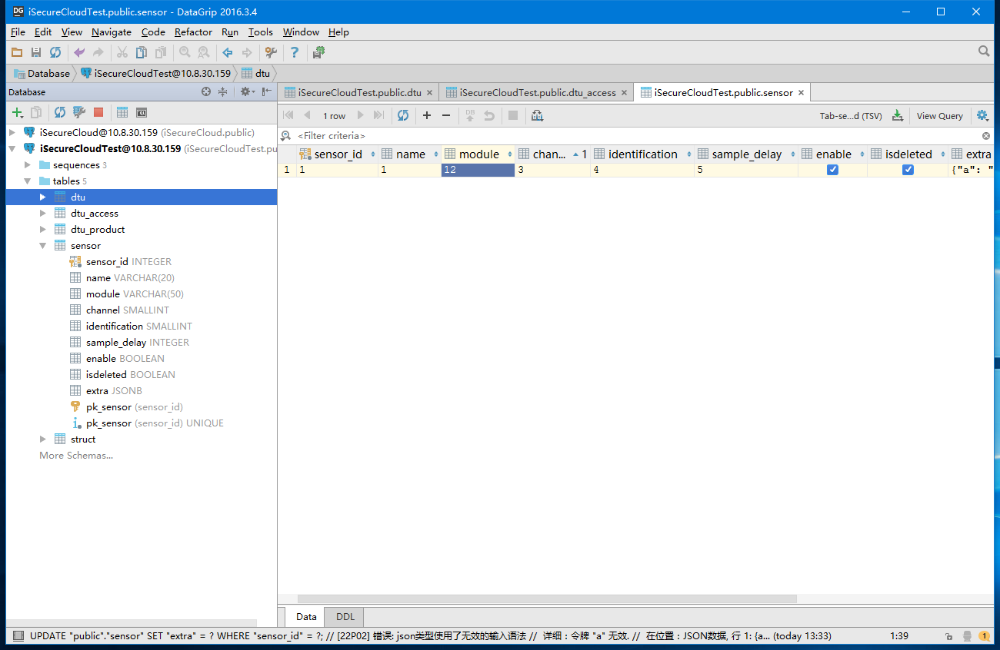 DG iSecureCloudTest.public.sensor - DataGrip 2016.3.4
File Edit View Navigate Code Refactor Run Tools Window Help
Database iSecureCloudTest@10.8.30.159 dtu
Database
iSecureCloudTest.public.dtu iSecureCloudTest.public.dtu_access iSecureCloudTest.public.sensor
1 row DB Tab-se...d (TSV) View Query
<Filter criteria>
iSecureCloud@10.8.30.159 (iSecureCloud.public)
iSecureCloudTest@10.8.30.159 (iSecureCloudTest.pu
sequences 3
tables 5
dtu
dtu_access
dtu_product
sensor
sensor_id INTEGER
name VARCHAR(20)
module VARCHAR(50)
channel SMALLINT
identification SMALLINT
sample_delay INTEGER
enable BOOLEAN
isdeleted BOOLEAN
extra JSONB
pk_sensor (sensor_id)
pk_sensor (sensor_id) UNIQUE
struct
More Schemas...
sensor_id name module chan... 1 identification sample_delay enable isdeleted extra
1 1 1 12 3 4 5 {"a": "
Data DDL
UPDATE "public"."sensor" SET "extra" = ? WHERE "sensor_id" = ?; // [22P02] 错误: json类型使用了无效的输入语法 // 详细：令牌 "a" 无效. // 在位置：JSON数据, 行 1: {a... (today 13:33) 1:39 1